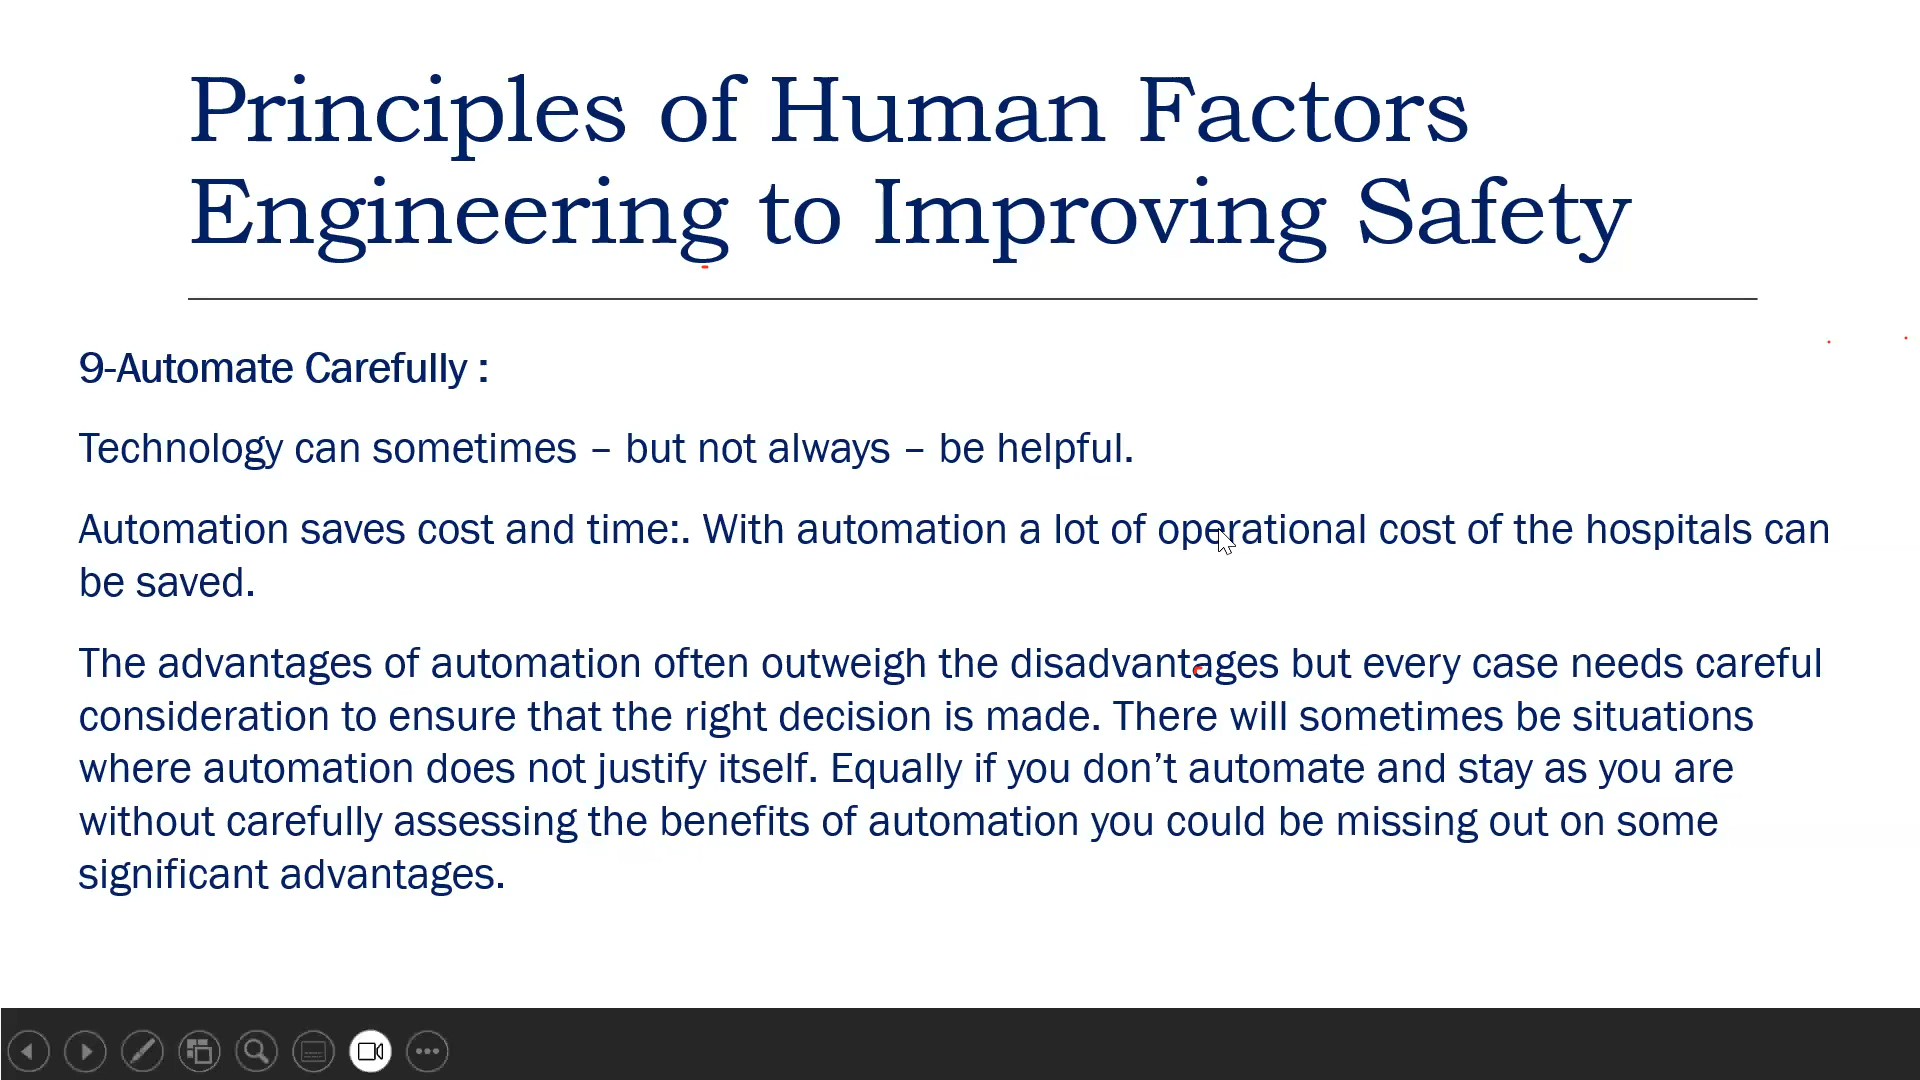 Principles of Human Factors
Engineering to Improving Safety
9-Automate Carefully :
Technology can sometimes – but not always – be helpful.
Automation saves cost and time:. With automation a lot of operational cost of the hospitals can
be saved.
The advantages of automation often outweigh the disadvantages but every case needs careful
consideration to ensure that the right decision is made. There will sometimes be situations
where automation does not justify itself. Equally if you don’t automate and stay as you are
without carefully assessing the benefits of automation you could be missing out on some
significant advantages.